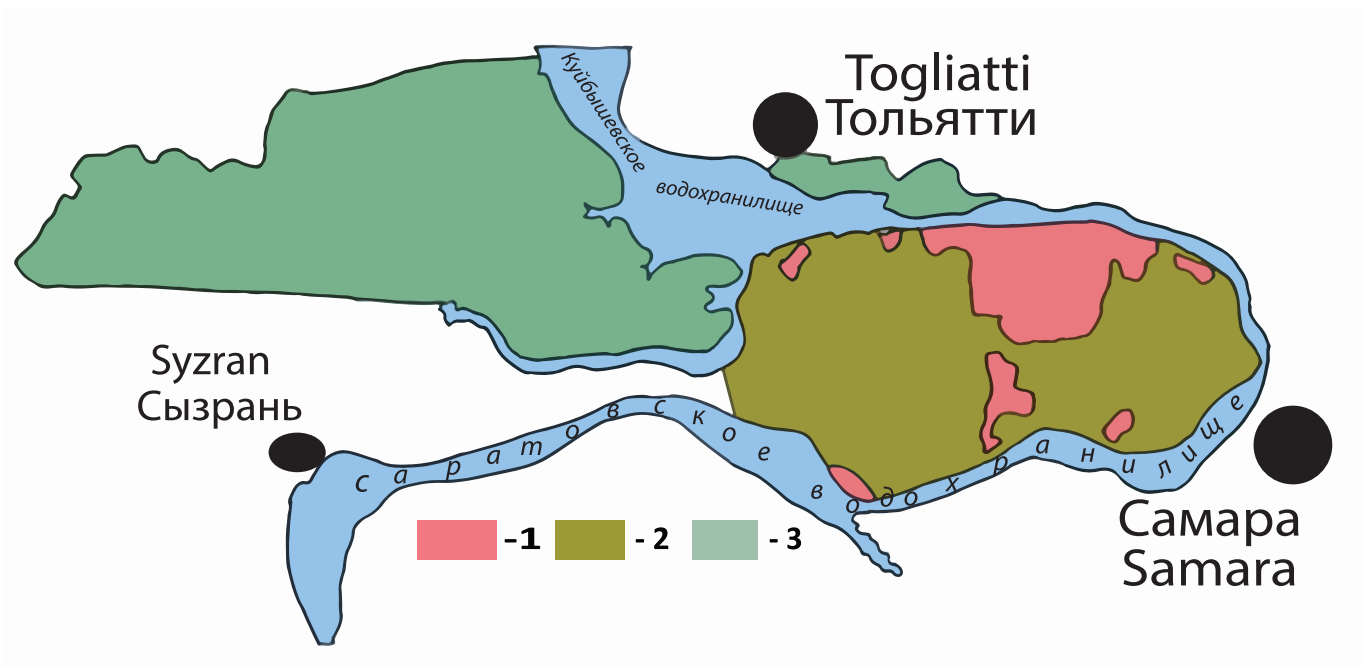 Togliatti
Тольятти
Куйбышевское
водохранилище
Syzran
Сызрань
Саратовское водохранилище
Самара
Samara
-1
- 2
- 3